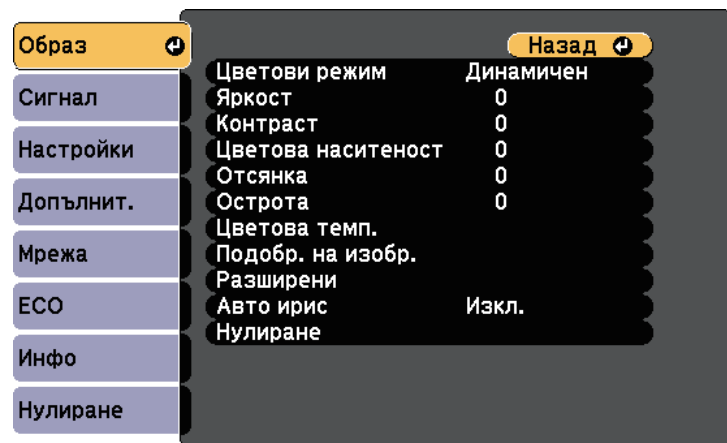 Образ
Сигнал
Настройки
Допълнит.
Мрежа
ECO
Инфо
Нулиране
Назад
Цветови режим Динамичен
Яркост 0
Контраст 0
Цветова наситеност 0
Отсянка 0
Острота 0
Цветова темп.
Подобр. на изобр.
Разширени
Авто ирис Изкл.
Нулиране